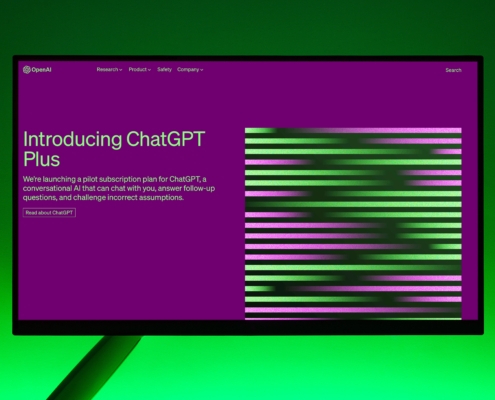 OpenAI Research Product Safety Company Search
Introducing ChatGPT
Plus
We're launching a pilot subscription plan for ChatGPT, a
conversational AI that can chat with you, answer follow-up
questions, and challenge incorrect assumptions.
Read about ChatGPT